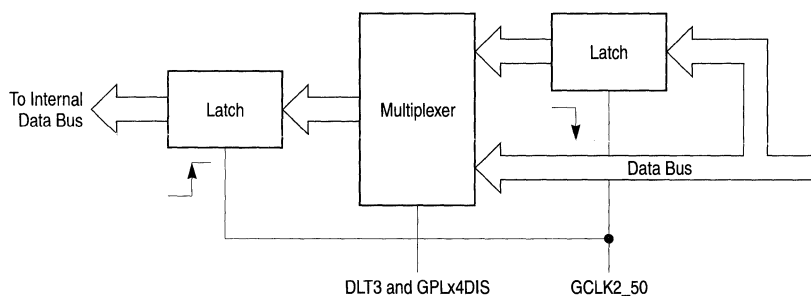 Latch
To Internal
Data Bus
Latch
Multiplexer
Data Bus
DLT3 and GPLx4DIS
GCLK2_50